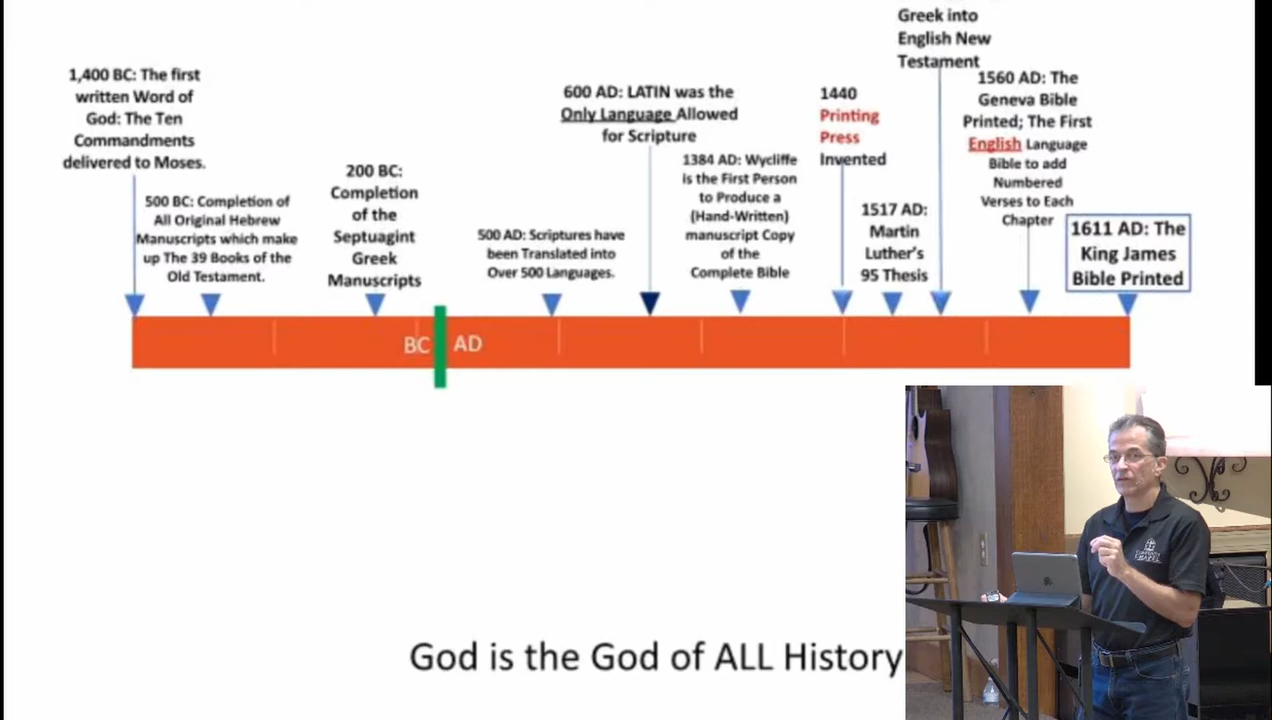 1,400 BC: The first
written Word of
God: The Ten
Commandments
delivered to Moses.
500 BC: Completion of
All Original Hebrew
Manuscripts which make
up The 39 Books of the
Old Testament.
200 BC:
Completion
of the
Septuagint
Greek
Manuscripts
500 AD: Scriptures have
been Translated into
Over 500 Languages.
600 AD: LATIN was the
Only Language Allowed
for Scripture
1384 AD: Wycliffe
is the First Person
to Produce a
(Hand-Written)
manuscript Copy
of the
Complete Bible
1440
Printing
Press
Invented
1517 AD:
Martin
Luther's
95 Thesis
Greek into
English New
Testament
1560 AD: The
Geneva Bible
Printed; The First
English Language
Bible to add
Numbered
Verses to Each
Chapter
1611 AD: The
King James
Bible Printed
BC
AD
God is the God of ALL History